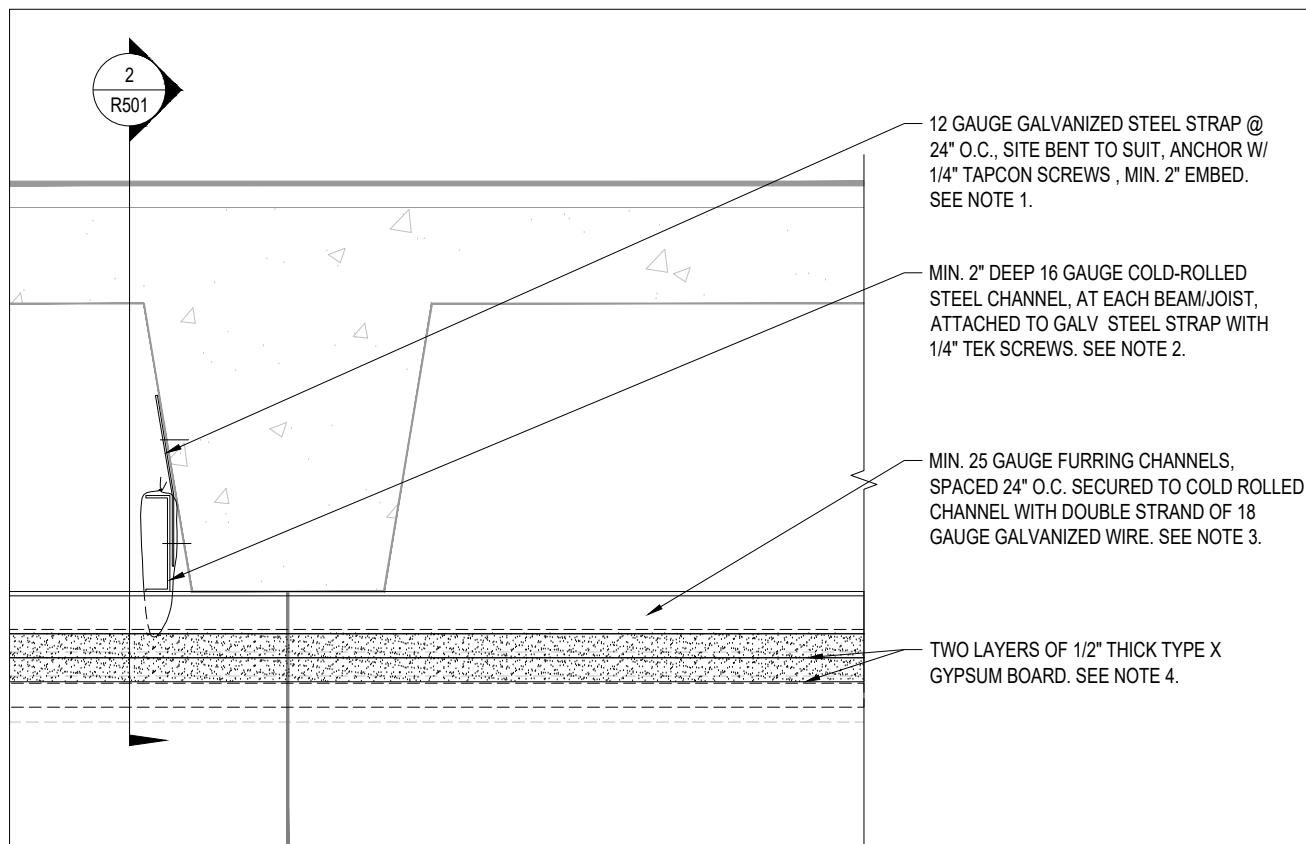 2
R501
12 GAUGE GALVANIZED STEEL STRAP @
24" O.C., SITE BENT TO SUIT, ANCHOR W/
1/4" TAPCON SCREWS , MIN. 2" EMBED.
SEE NOTE 1.
MIN. 2" DEEP 16 GAUGE COLD-ROLLED
STEEL CHANNEL, AT EACH BEAM/JOIST,
ATTACHED TO GALV STEEL STRAP WITH
1/4" TEK SCREWS. SEE NOTE 2.
MIN. 25 GAUGE FURRING CHANNELS,
SPACED 24" O.C. SECURED TO COLD ROLLED
CHANNEL WITH DOUBLE STRAND OF 18
GAUGE GALVANIZED WIRE. SEE NOTE 3.
TWO LAYERS OF 1/2" THICK TYPE X
GYPSUM BOARD. SEE NOTE 4.